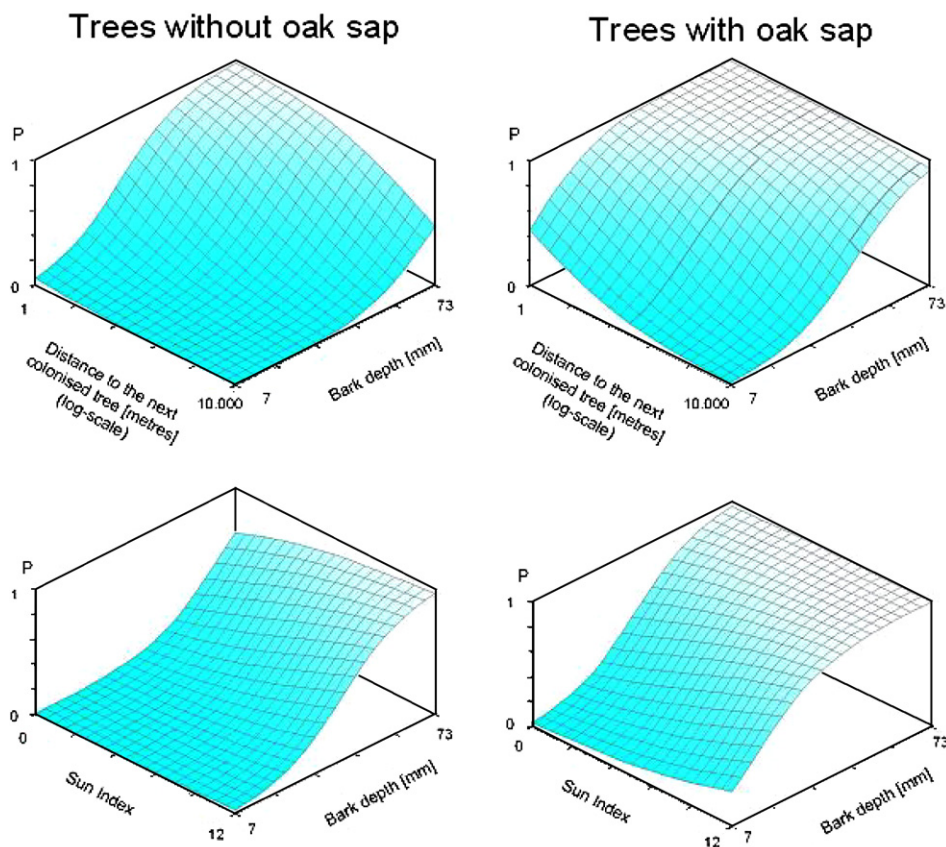 Trees without oak sap
Trees with oak sap
P
1
0
1
Distance to the next
colonised tree [metres]
(log-scale)
10.000
7
Bark depth [mm]
73
P
1
0
1
Distance to the next
colonised tree [metres]
(log-scale)
10.000
7
Bark depth [mm]
73
P
1
0
0
Sun Index
12
7
Bark depth [mm]
73
P
1
0
0
Sun Index
12
7
Bark depth [mm]
73